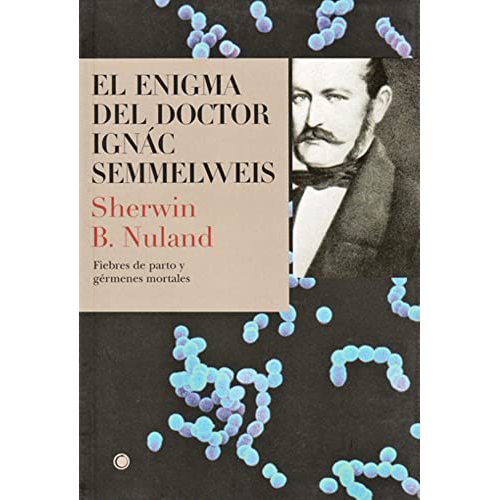 EL ENIGMA
DEL DOCTOR
IGNÁC
SEMMELWEIS
Sherwin
B. Nuland
Fiebres de parto y
gérmenes mortales